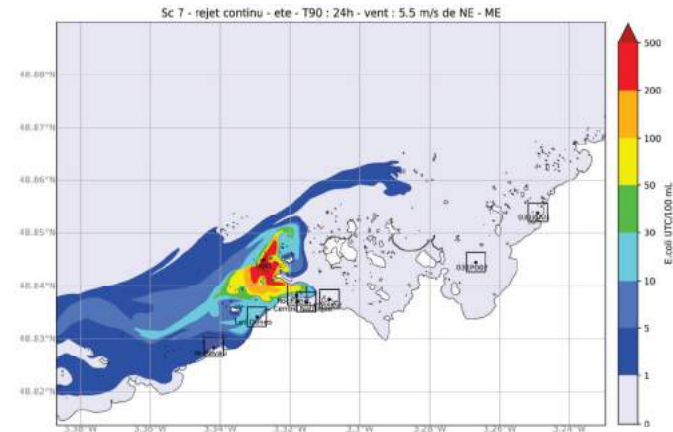 Sc 7 - rejet continu - ete - T90 : 24h - vent : 5.5 m/s de NE - ME
48.88°N
48.87°N
48.86°N
48.85°N
48.84°N
48.83°N
48.82°N
3.38°W
3.36°W
3.34°W
3.32°W
3.3°W
3.28°W
3.26°W
3.24°W
500
200
100
50
30
10
5
1
0
E.coli UTC/100 mL